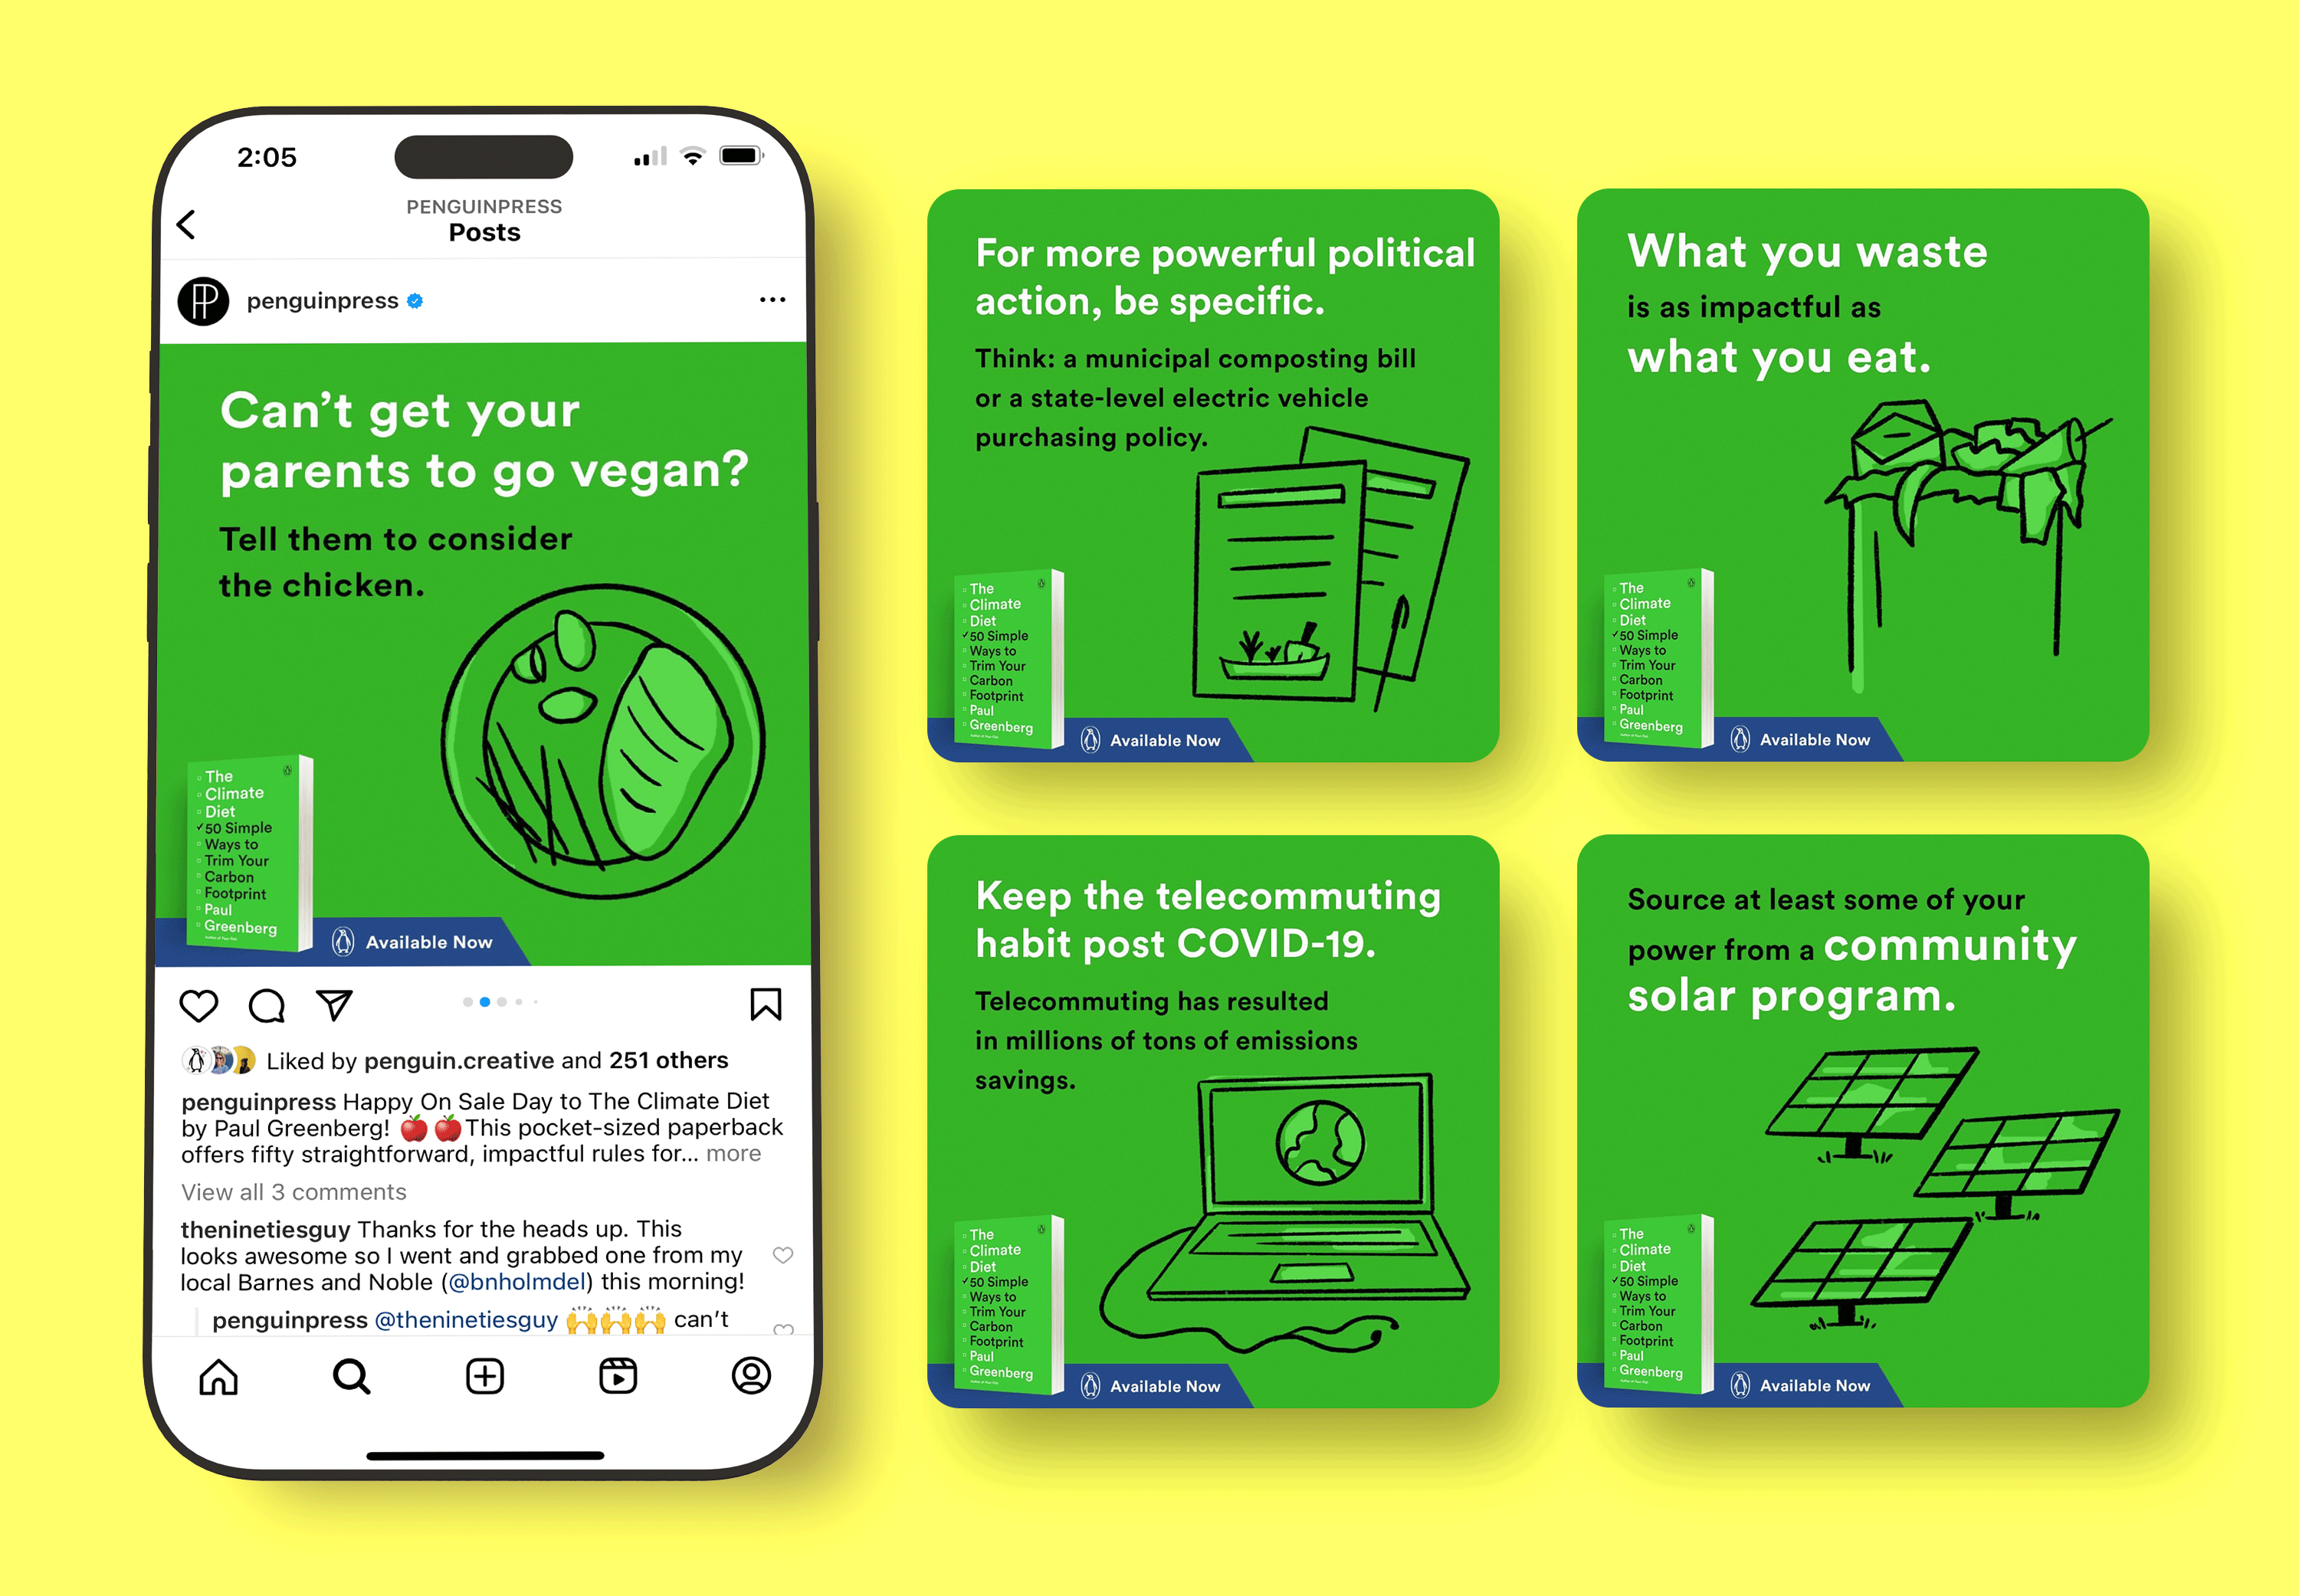 2:05
PENGUINPRESS
Posts
penguinpress
Can't get your
parents to go vegan?
Tell them to consider
the chicken.
The
Climate
Diet
50 Simple
Ways to
Trim Your
Carbon
Footprint
Paul
Greenberg
Available Now
Liked by penguin.creative and 251 others
penguinpress Happy On Sale Day to The Climate Diet
by Paul Greenberg! 🍎🍎This pocket-sized paperback
offers fifty straightforward, impactful rules for... more
View all 3 comments
theninetiesguy Thanks for the heads up. This
looks awesome so I went and grabbed one from my
local Barnes and Noble (@bnholmdel) this morning!
penguinpress @theninetiesguy 🙌🙌🙌 can't
For more powerful political
action, be specific.
Think: a municipal composting bill
or a state-level electric vehicle
purchasing policy.
The
Climate
Diet
50 Simple
Ways to
Trim Your
Carbon
Footprint
Paul
Greenberg
Available Now
What you waste
is as impactful as
what you eat.
The
Climate
Diet
50 Simple
Ways to
Trim Your
Carbon
Footprint
Paul
Greenberg
Available Now
Keep the telecommuting
habit post COVID-19.
Telecommuting has resulted
in millions of tons of emissions
savings.
The
Climate
Diet
50 Simple
Ways to
Trim Your
Carbon
Footprint
Paul
Greenberg
Available Now
Source at least some of your
power from a community
solar program.
The
Climate
Diet
50 Simple
Ways to
Trim Your
Carbon
Footprint
Paul
Greenberg
Available Now